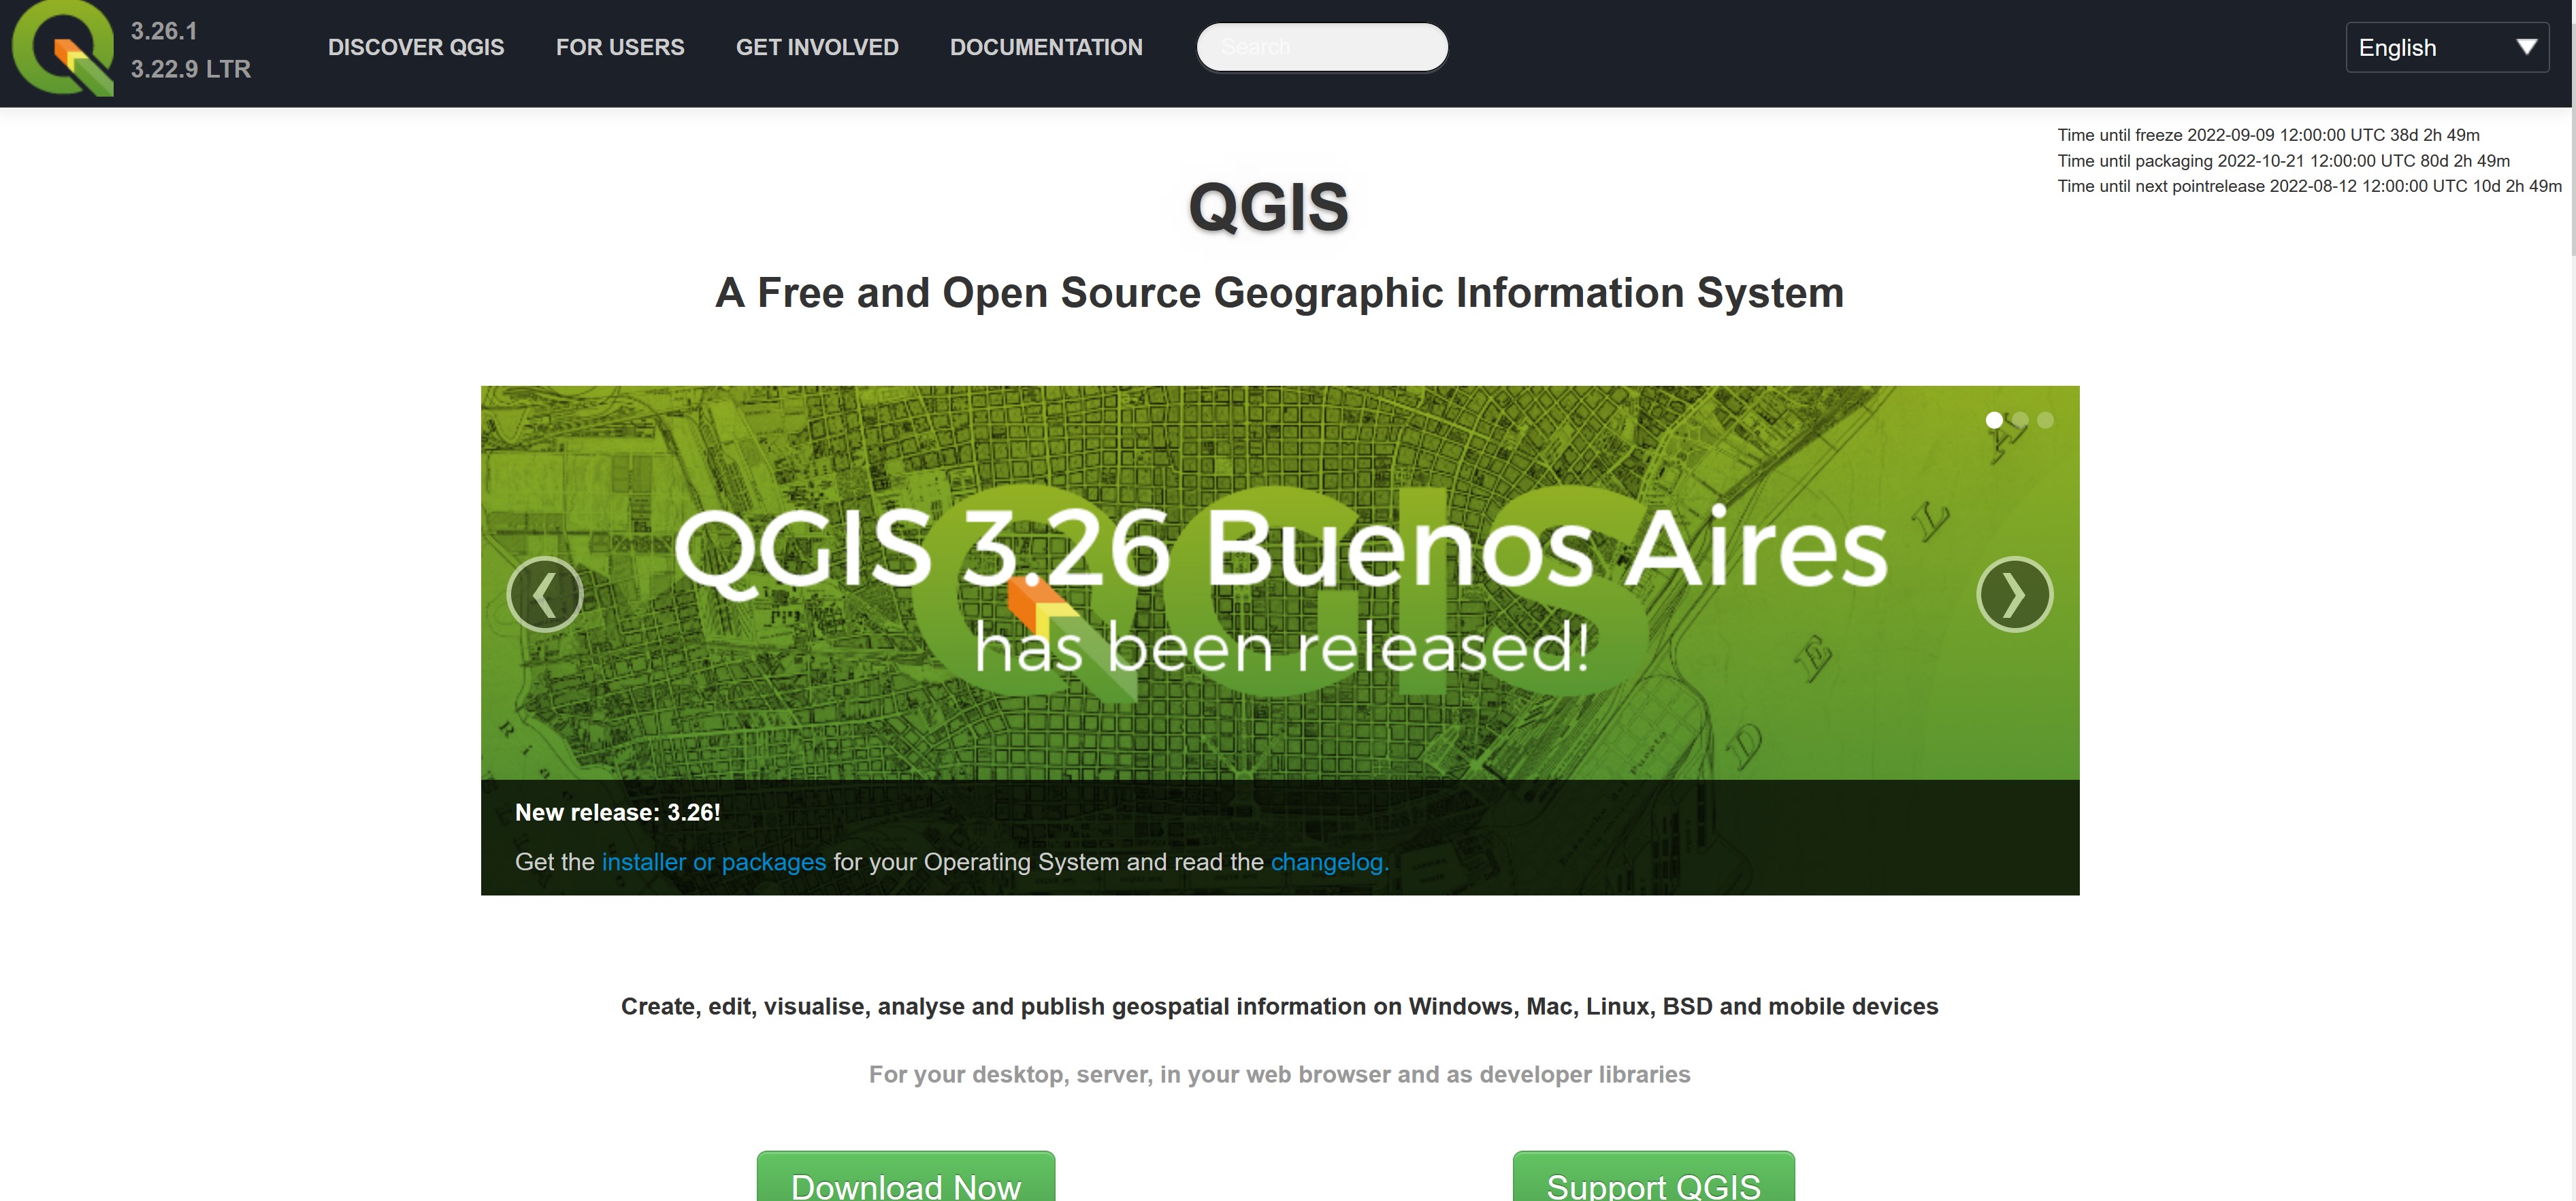 3.26.1
3.22.9 LTR
DISCOVER QGIS
FOR USERS
GET INVOLVED
DOCUMENTATION
Search
English
Time until freeze 2022-09-09 12:00:00 UTC 38d 2h 49m
Time until packaging 2022-10-21 12:00:00 UTC 80d 2h 49m
Time until next pointrelease 2022-08-12 12:00:00 UTC 10d 2h 49m
QGIS
A Free and Open Source Geographic Information System
QGIS
QGIS 3.26 Buenos Aires
has been released!
New release: 3.26!
Get the installer or packages for your Operating System and read the changelog.
Create, edit, visualise, analyse and publish geospatial information on Windows, Mac, Linux, BSD and mobile devices
For your desktop, server, in your web browser and as developer libraries
Download Now
Support QGIS